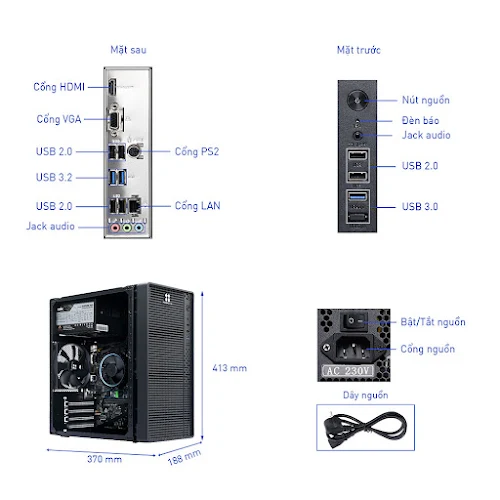 Mặt sau
Mặt trước
Cổng HDMI
Cổng VGA
USB 2.0
Cổng PS2
USB 3.2
USB 2.0
Cổng LAN
Jack audio
Nút nguồn
Đèn báo
Jack audio
USB 2.0
USB 3.0
413 mm
370 mm
188 mm
Bật/Tắt nguồn
Cổng nguồn
AC 230V
Dây nguồn